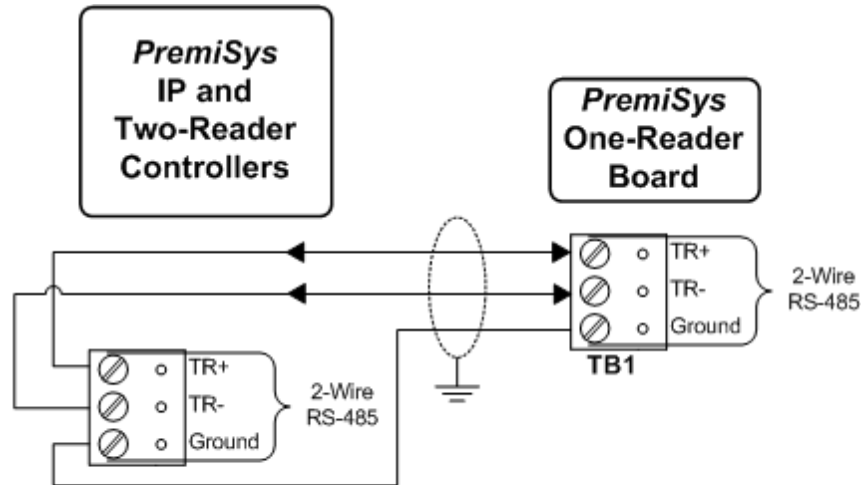 PremiSys
IP and
Two-Reader
Controllers
PremiSys
One-Reader
Board
TR+
TR-
Ground
2-Wire
RS-485
TB1
TR+
TR-
Ground
2-Wire
RS-485